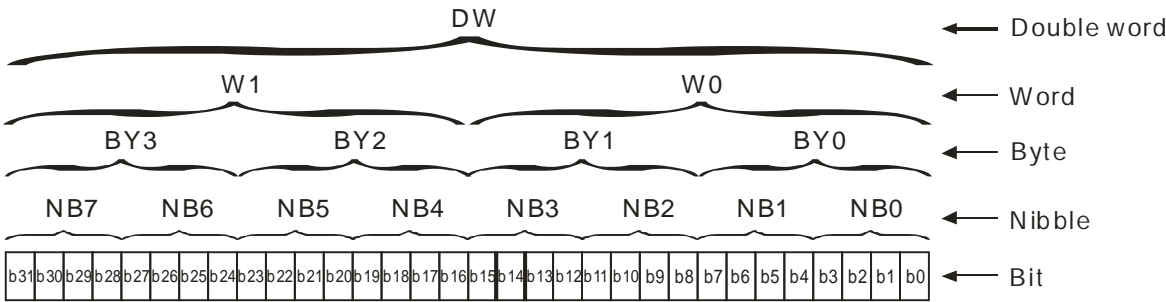 DW Double word
W1 W0 Word
BY3 BY2 BY1 BY0 Byte
NB7 NB6 NB5 NB4 NB3 NB2 NB1 NB0 Nibble
b31 b30 b29 b28 b27 b26 b25 b24 b23 b22 b21 b20 b19 b18 b17 b16 b15 b14 b13 b12 b11 b10 b9 b8 b7 b6 b5 b4 b3 b2 b1 b0 Bit